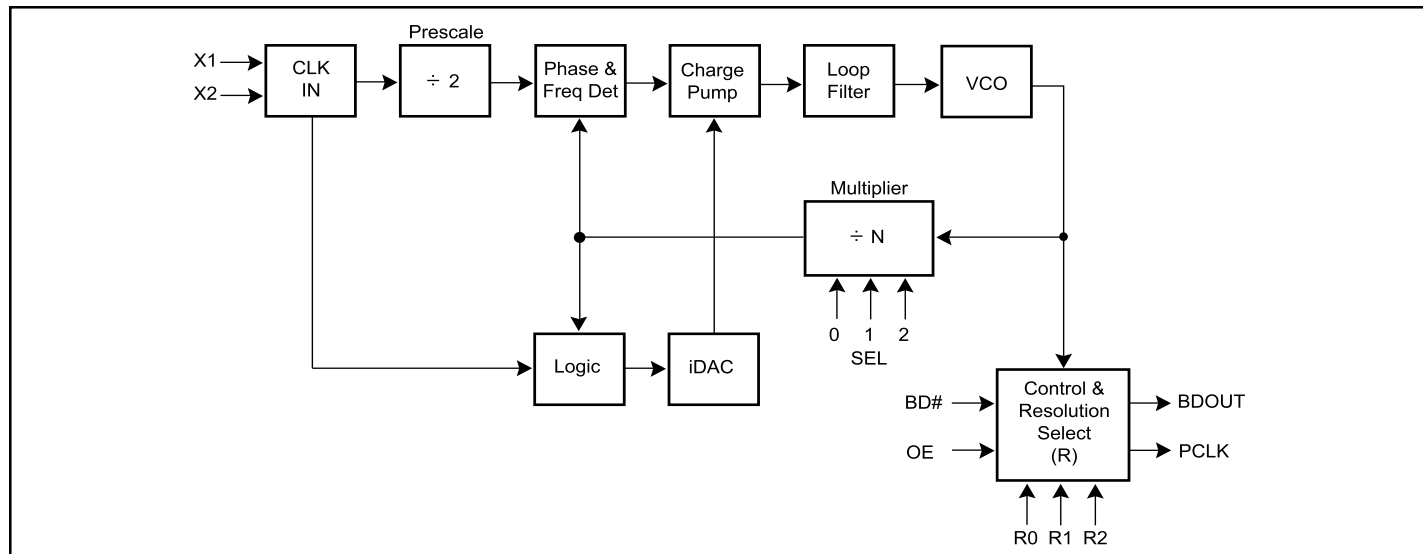 Prescale
X1
X2
CLK
IN
÷ 2
Phase &
Freq Det
Charge
Pump
Loop
Filter
VCO
Multiplier
÷ N
0 1 2
SEL
Logic
iDAC
BD#
OE
Control &
Resolution
Select
(R)
BDOUT
PCLK
R0 R1 R2